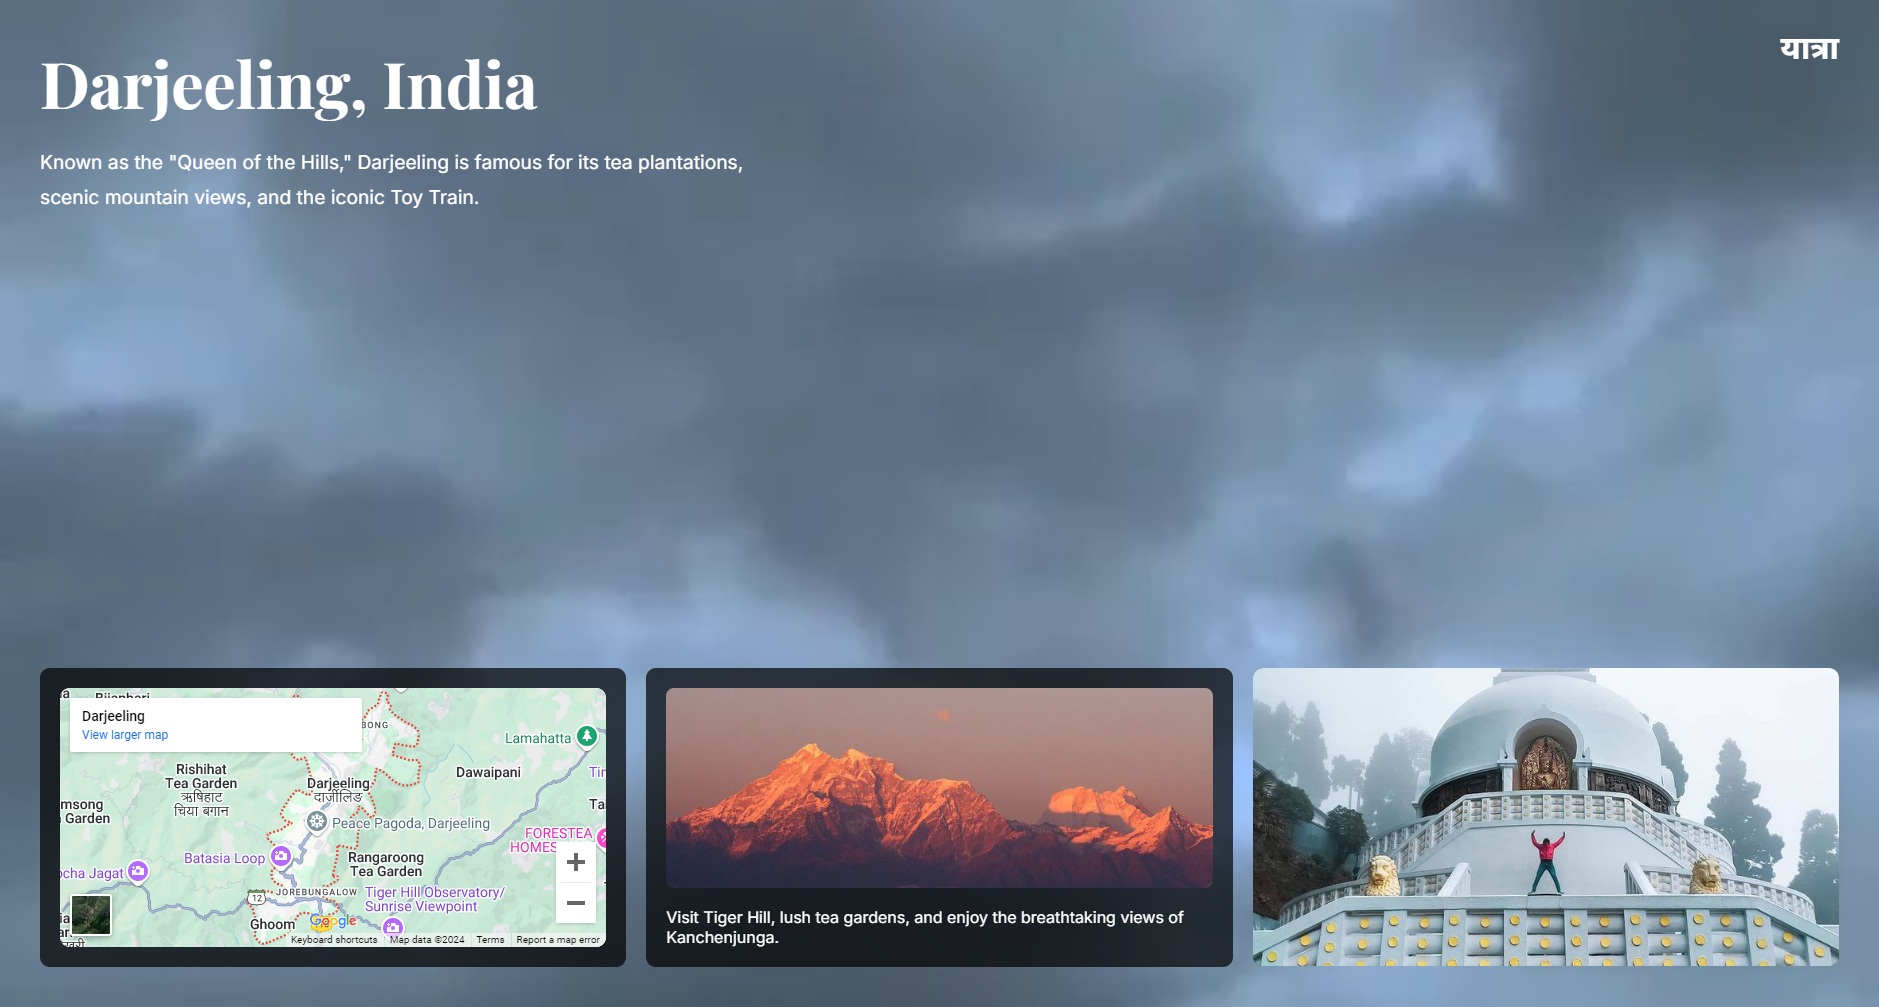 यात्रा
Darjeeling, India
Known as the "Queen of the Hills," Darjeeling is famous for its tea plantations,
scenic mountain views, and the iconic Toy Train.
Darjeeling
View larger map
BONG
Lamahatta
Rishihat
Tea Garden
ऋषिहाट
चिया बगान
Darjeeling
दार्जीलिङ
Dawaipani
msong
Garden
Peace Pagoda, Darjeeling
FORESTEA
HOMES
Batasia Loop
Rangaroong
Tea Garden
ocha Jagat
12
JOREBUNGALOW
Tiger Hill Observatory/
Sunrise Viewpoint
Ghoom
Google
Keyboard shortcuts
Map data ©2024
Terms
Report a map error
Visit Tiger Hill, lush tea gardens, and enjoy the breathtaking views of
Kanchenjunga.